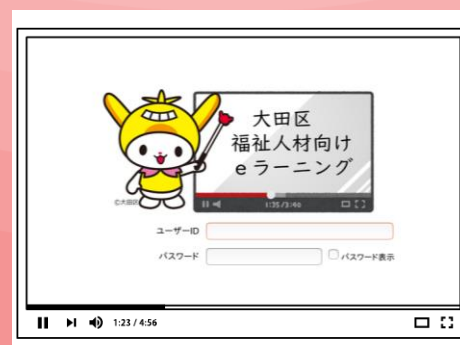 大田区
福祉人材向け
eラーニング
1:35/3:46
©大田区
ユーザーID
パスワード
パスワード表示
1:23 / 4:56